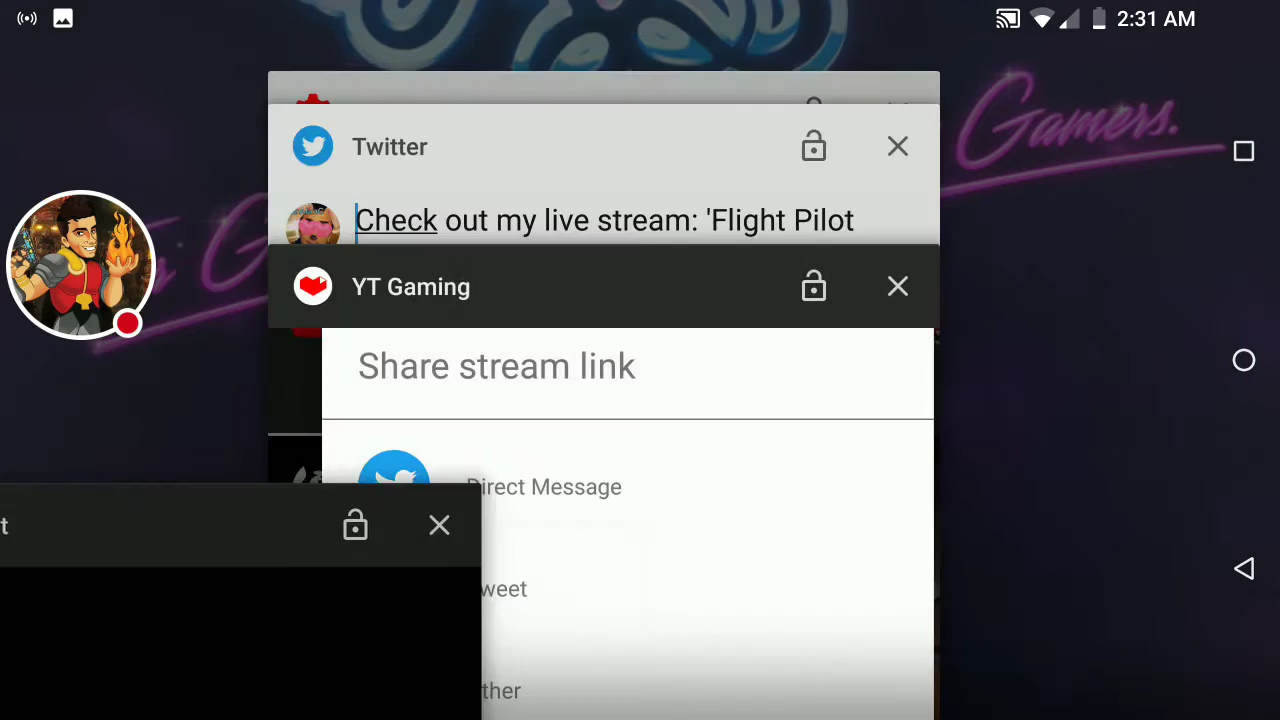 2:31 AM
Gamers.
Twitter
Check out my live stream: 'Flight Pilot
YT Gaming
Share stream link
Direct Message
t
weet
ther